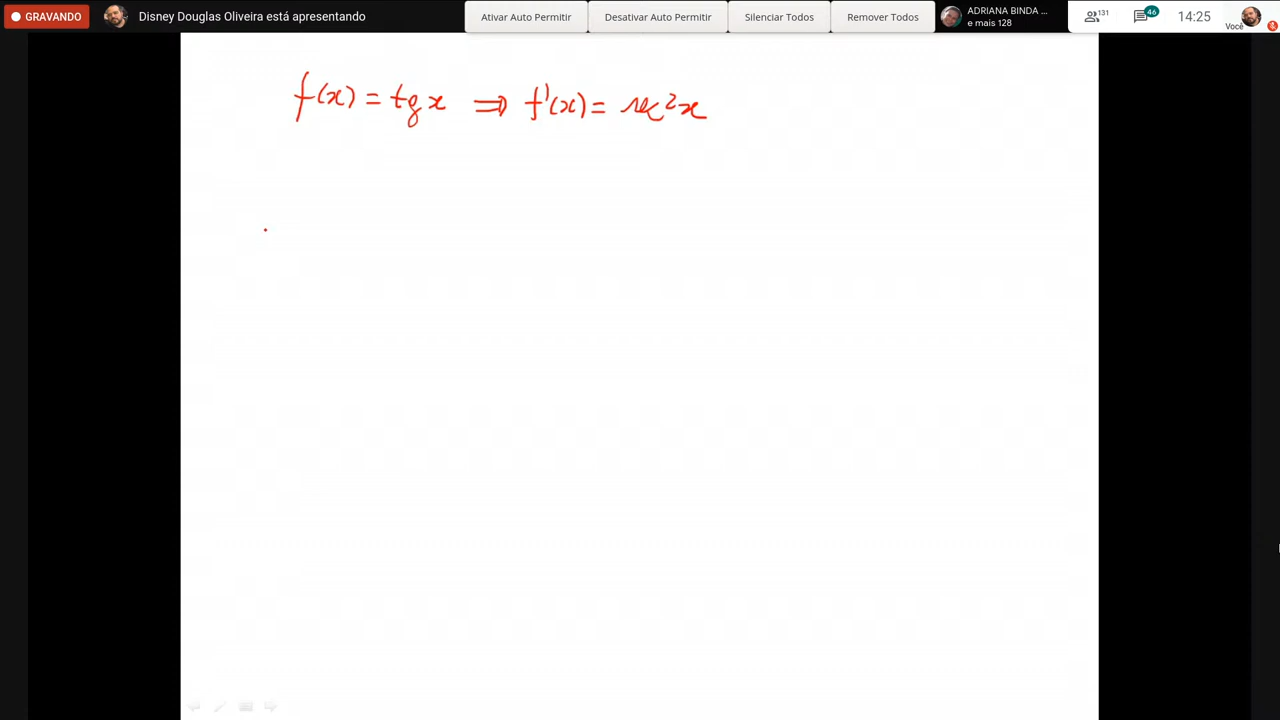 GRAVANDO Disney Douglas Oliveira está apresentando Ativar Auto Permitir Desativar Auto Permitir Silenciar Todos Remover Todos ADRIANA BINDA ... 131 46 14:25
e mais 128 Você
f(x) = tg x ⇒ f'(x) = sec²x